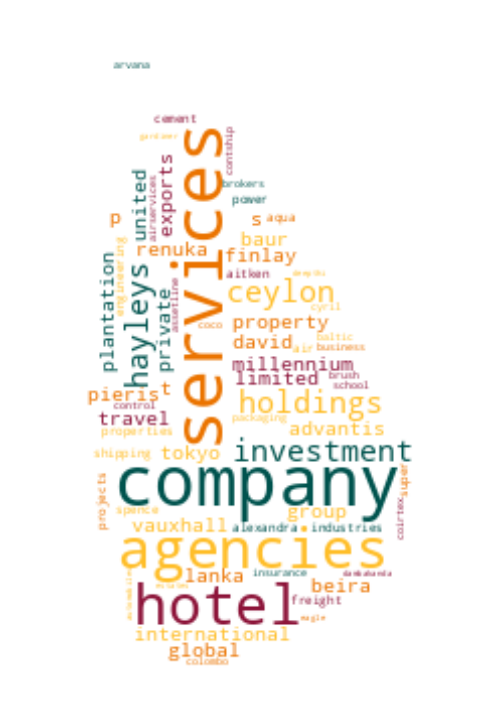 arvana
cement
gardiner
contship
services
brokers
power
exports
airservices
united
p
s
aqua
engineering
renuka
baur
finlay
aitken
plantation
hayleys
private
assetline
ceylon
cyril
coco
property
david
air
baltic
business
millennium
limited
brush
school
pieris
t
control
holdings
travel
packaging
properties
advantis
shipping
tokyo
investment
company
super
projects
spence
group
coirtex
vauxhall
alexandra
industries
agencies
lanka
insurance
beira
hotel
freight
eagle
international
global
colombo